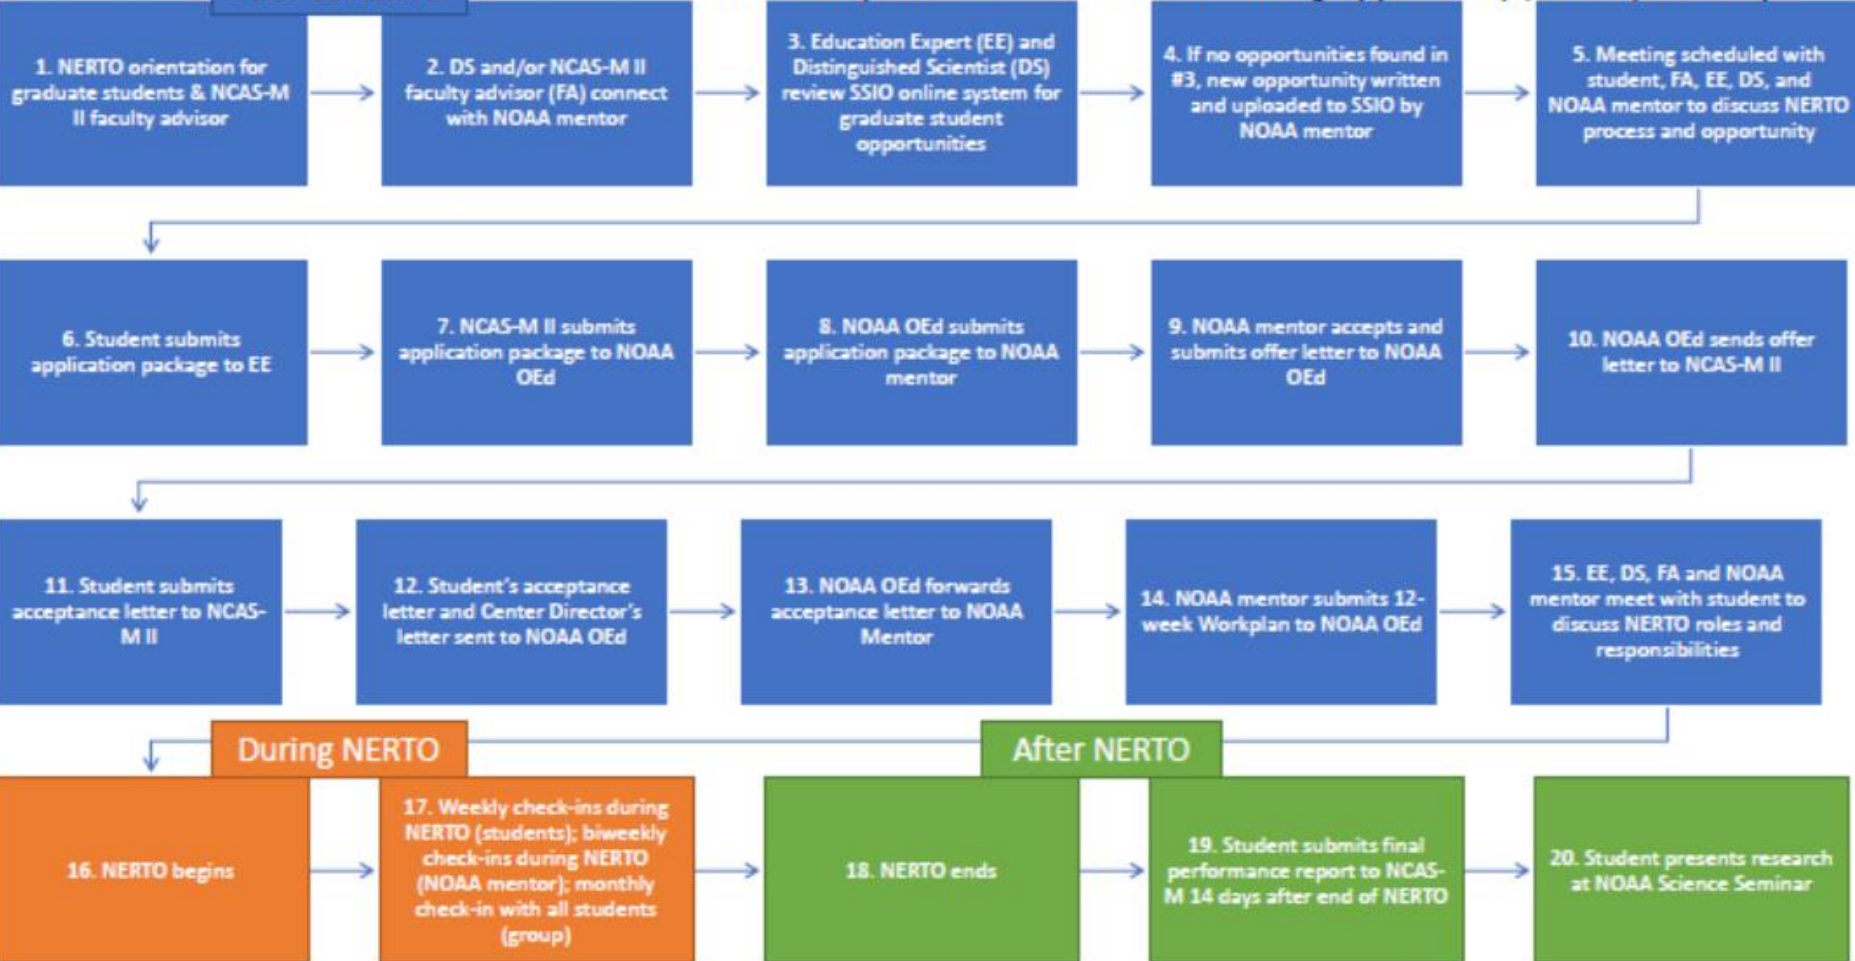 1. NERTO orientation for
graduate students & NCAS-M
II faculty advisor
2. DS and/or NCAS-M II
faculty advisor (FA) connect
with NOAA mentor
3. Education Expert (EE) and
Distinguished Scientist (DS)
review SSIO online system for
graduate student
opportunities
4. If no opportunities found in
#3, new opportunity written
and uploaded to SSIO by
NOAA mentor
5. Meeting scheduled with
student, FA, EE, DS, and
NOAA mentor to discuss NERTO
process and opportunity
6. Student submits
application package to EE
7. NCAS-M II submits
application package to NOAA
OEd
8. NOAA OEd submits
application package to NOAA
mentor
9. NOAA mentor accepts and
submits offer letter to NOAA
OEd
10. NOAA OEd sends offer
letter to NCAS-M II
11. Student submits
acceptance letter to NCAS-
M II
12. Student's acceptance
letter and Center Director's
letter sent to NOAA OEd
13. NOAA OEd forwards
acceptance letter to NOAA
Mentor
14. NOAA mentor submits 12-
week Workplan to NOAA OEd
15. EE, DS, FA and NOAA
mentor meet with student to
discuss NERTO roles and
responsibilities
During NERTO
After NERTO
16. NERTO begins
17. Weekly check-ins during
NERTO (students); biweekly
check-ins during NERTO
(NOAA mentor); monthly
check-in with all students
(group)
18. NERTO ends
19. Student submits final
performance report to NCAS-
M 14 days after end of NERTO
20. Student presents research
at NOAA Science Seminar